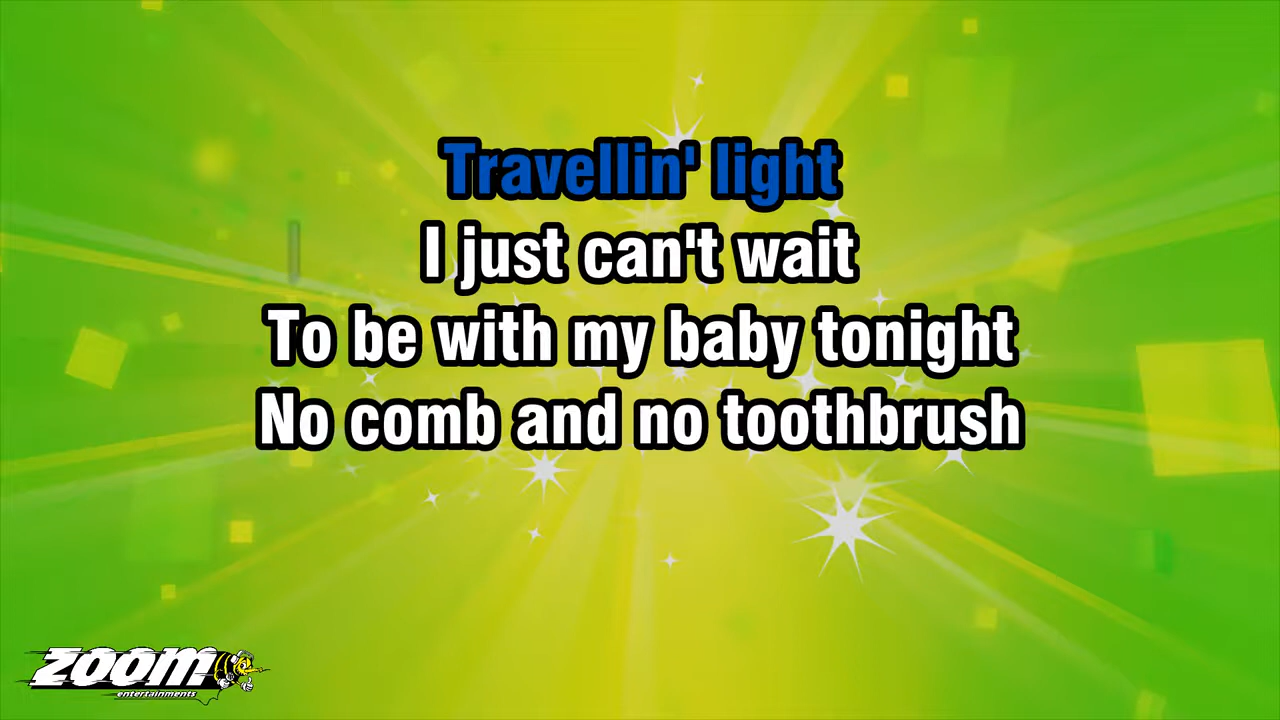 Travellin' light
I just can't wait
To be with my baby tonight
No comb and no toothbrush
ZOOM
entertainments